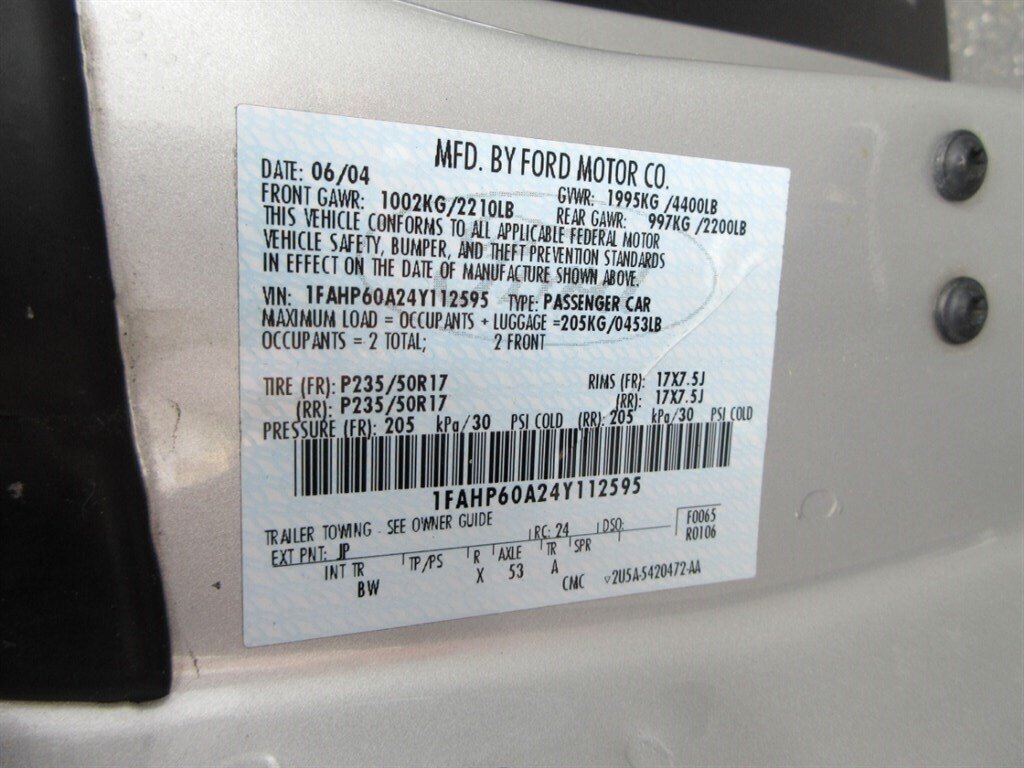 MFD. BY FORD MOTOR CO.
DATE: 06/04 GVWR: 1995KG /4400LB
FRONT GAWR: 1002KG/2210LB REAR GAWR: 997KG /2200LB
THIS VEHICLE CONFORMS TO ALL APPLICABLE FEDERAL MOTOR
VEHICLE SAFETY, BUMPER, AND THEFT PREVENTION STANDARDS
IN EFFECT ON THE DATE OF MANUFACTURE SHOWN ABOVE.
VIN: 1FAHP60A24Y112595 TYPE: PASSENGER CAR
MAXIMUM LOAD = OCCUPANTS + LUGGAGE =205KG/0453LB
OCCUPANTS = 2 TOTAL; 2 FRONT
TIRE (FR): P235/50R17 RIMS (FR): 17X7.5J
(RR): P235/50R17 (RR): 17X7.5J
PRESSURE (FR): 205 kPa/30 PSI COLD (RR): 205 kPa/30 PSI COLD
1FAHP60A24Y112595
TRAILER TOWING - SEE OWNER GUIDE RC: 24 DSO: F0065
R0106
EXT PNT: JP
INT TR TP/PS R AXLE TR SPR
BW X 53 A CMC ▽2U5A-5420472-AA